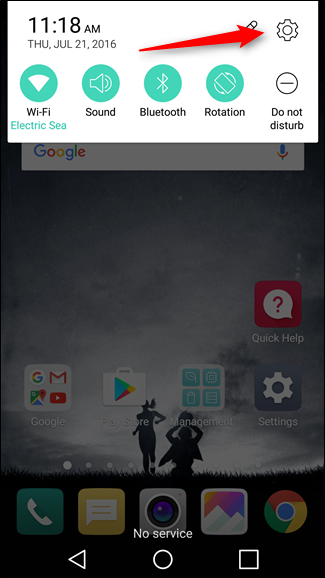 11:18 AM
THU, JUL 21, 2016
Wi-Fi
Electric Sea
Sound
Bluetooth
Rotation
Do not
disturb
Google
Quick Help
Google
Play Store
Management
Settings
No service